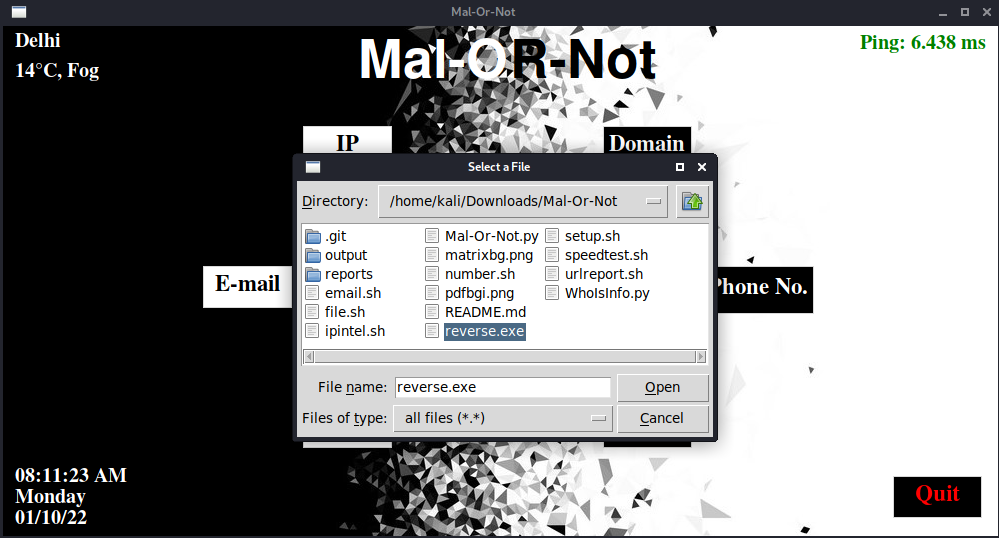 Mal-Or-Not
Delhi
14°C, Fog
Mal-OR-Not
Ping: 6.438 ms
IP
Domain
E-mail
Phone No.
Select a File
Directory: /home/kali/Downloads/Mal-Or-Not
.git
output
reports
email.sh
file.sh
ipintel.sh
Mal-Or-Not.py
matrixbg.png
number.sh
pdfbgi.png
README.md
reverse.exe
setup.sh
speedtest.sh
urlreport.sh
WhoIsInfo.py
File name: reverse.exe
Open
Files of type: all files (*.*)
Cancel
08:11:23 AM
Monday
01/10/22
Quit